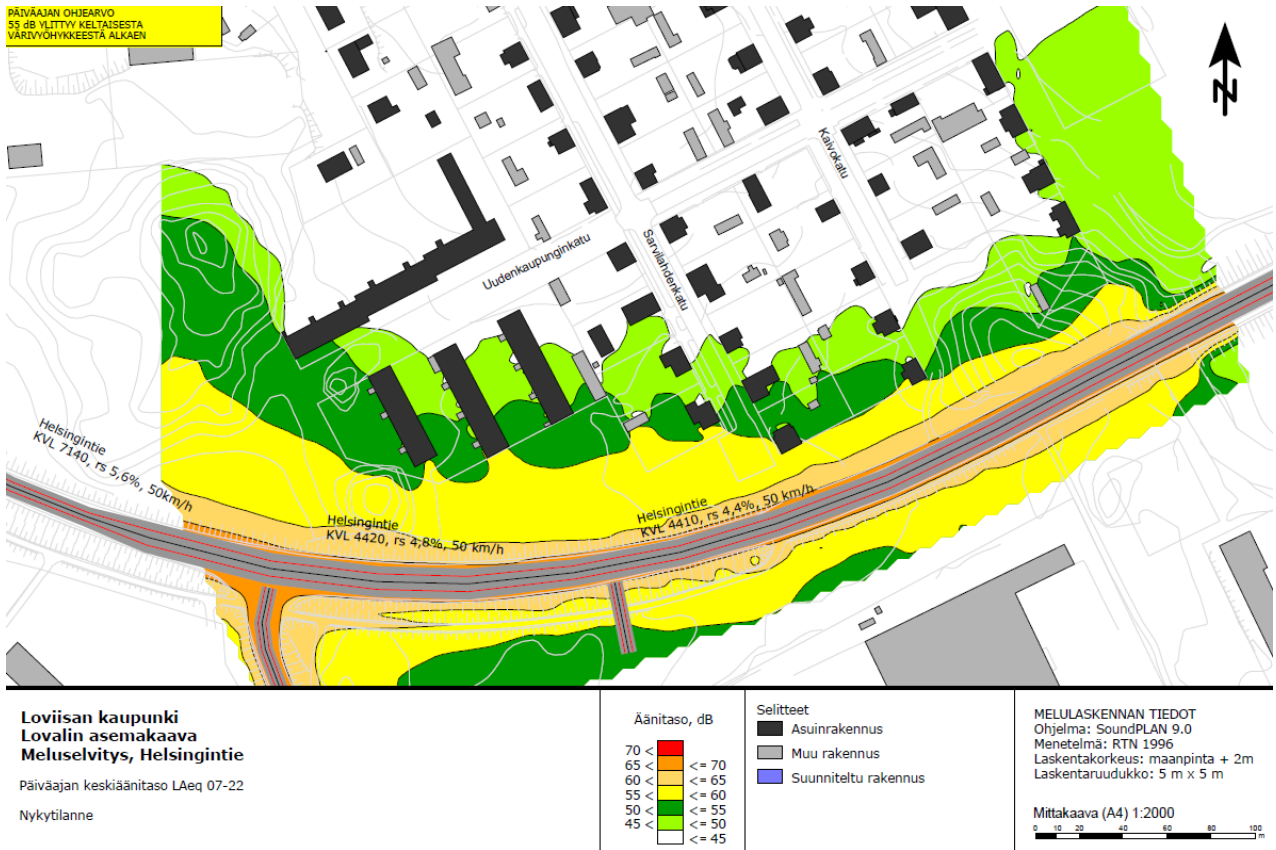 PÄIVÄAJAN OHJEARVO
55 dB YLITTYY KELTAISESTA
VÄRIVYÖHYKKEESTÄ ALKAEN
N
Kaivokatu
Sarvilahdenkatu
Uudenkaupunginkatu
Helsingintie
KVL 7140, rs 5,6%, 50km/h
Helsingintie
KVL 4420, rs 4,8%, 50 km/h
Helsingintie
KVL 4410, rs 4,4%, 50 km/h
Loviisan kaupunki
Lovalin asemakaava
Meluselvitys, Helsingintie
Päiväajan keskiäänitaso LAeq 07-22
Nykytilanne
Äänitaso, dB
70 <
65 < <= 70
60 < <= 65
55 < <= 60
50 < <= 55
45 < <= 50
<= 45
Selitteet
Asuinrakennus
Muu rakennus
Suunniteltu rakennus
MELULASKENNAN TIEDOT
Ohjelma: SoundPLAN 9.0
Menetelmä: RTN 1996
Laskentakorkeus: maanpinta + 2m
Laskentaruudukko: 5 m x 5 m
Mittakaava (A4) 1:2000
0 10 20 40 60 80 100
m